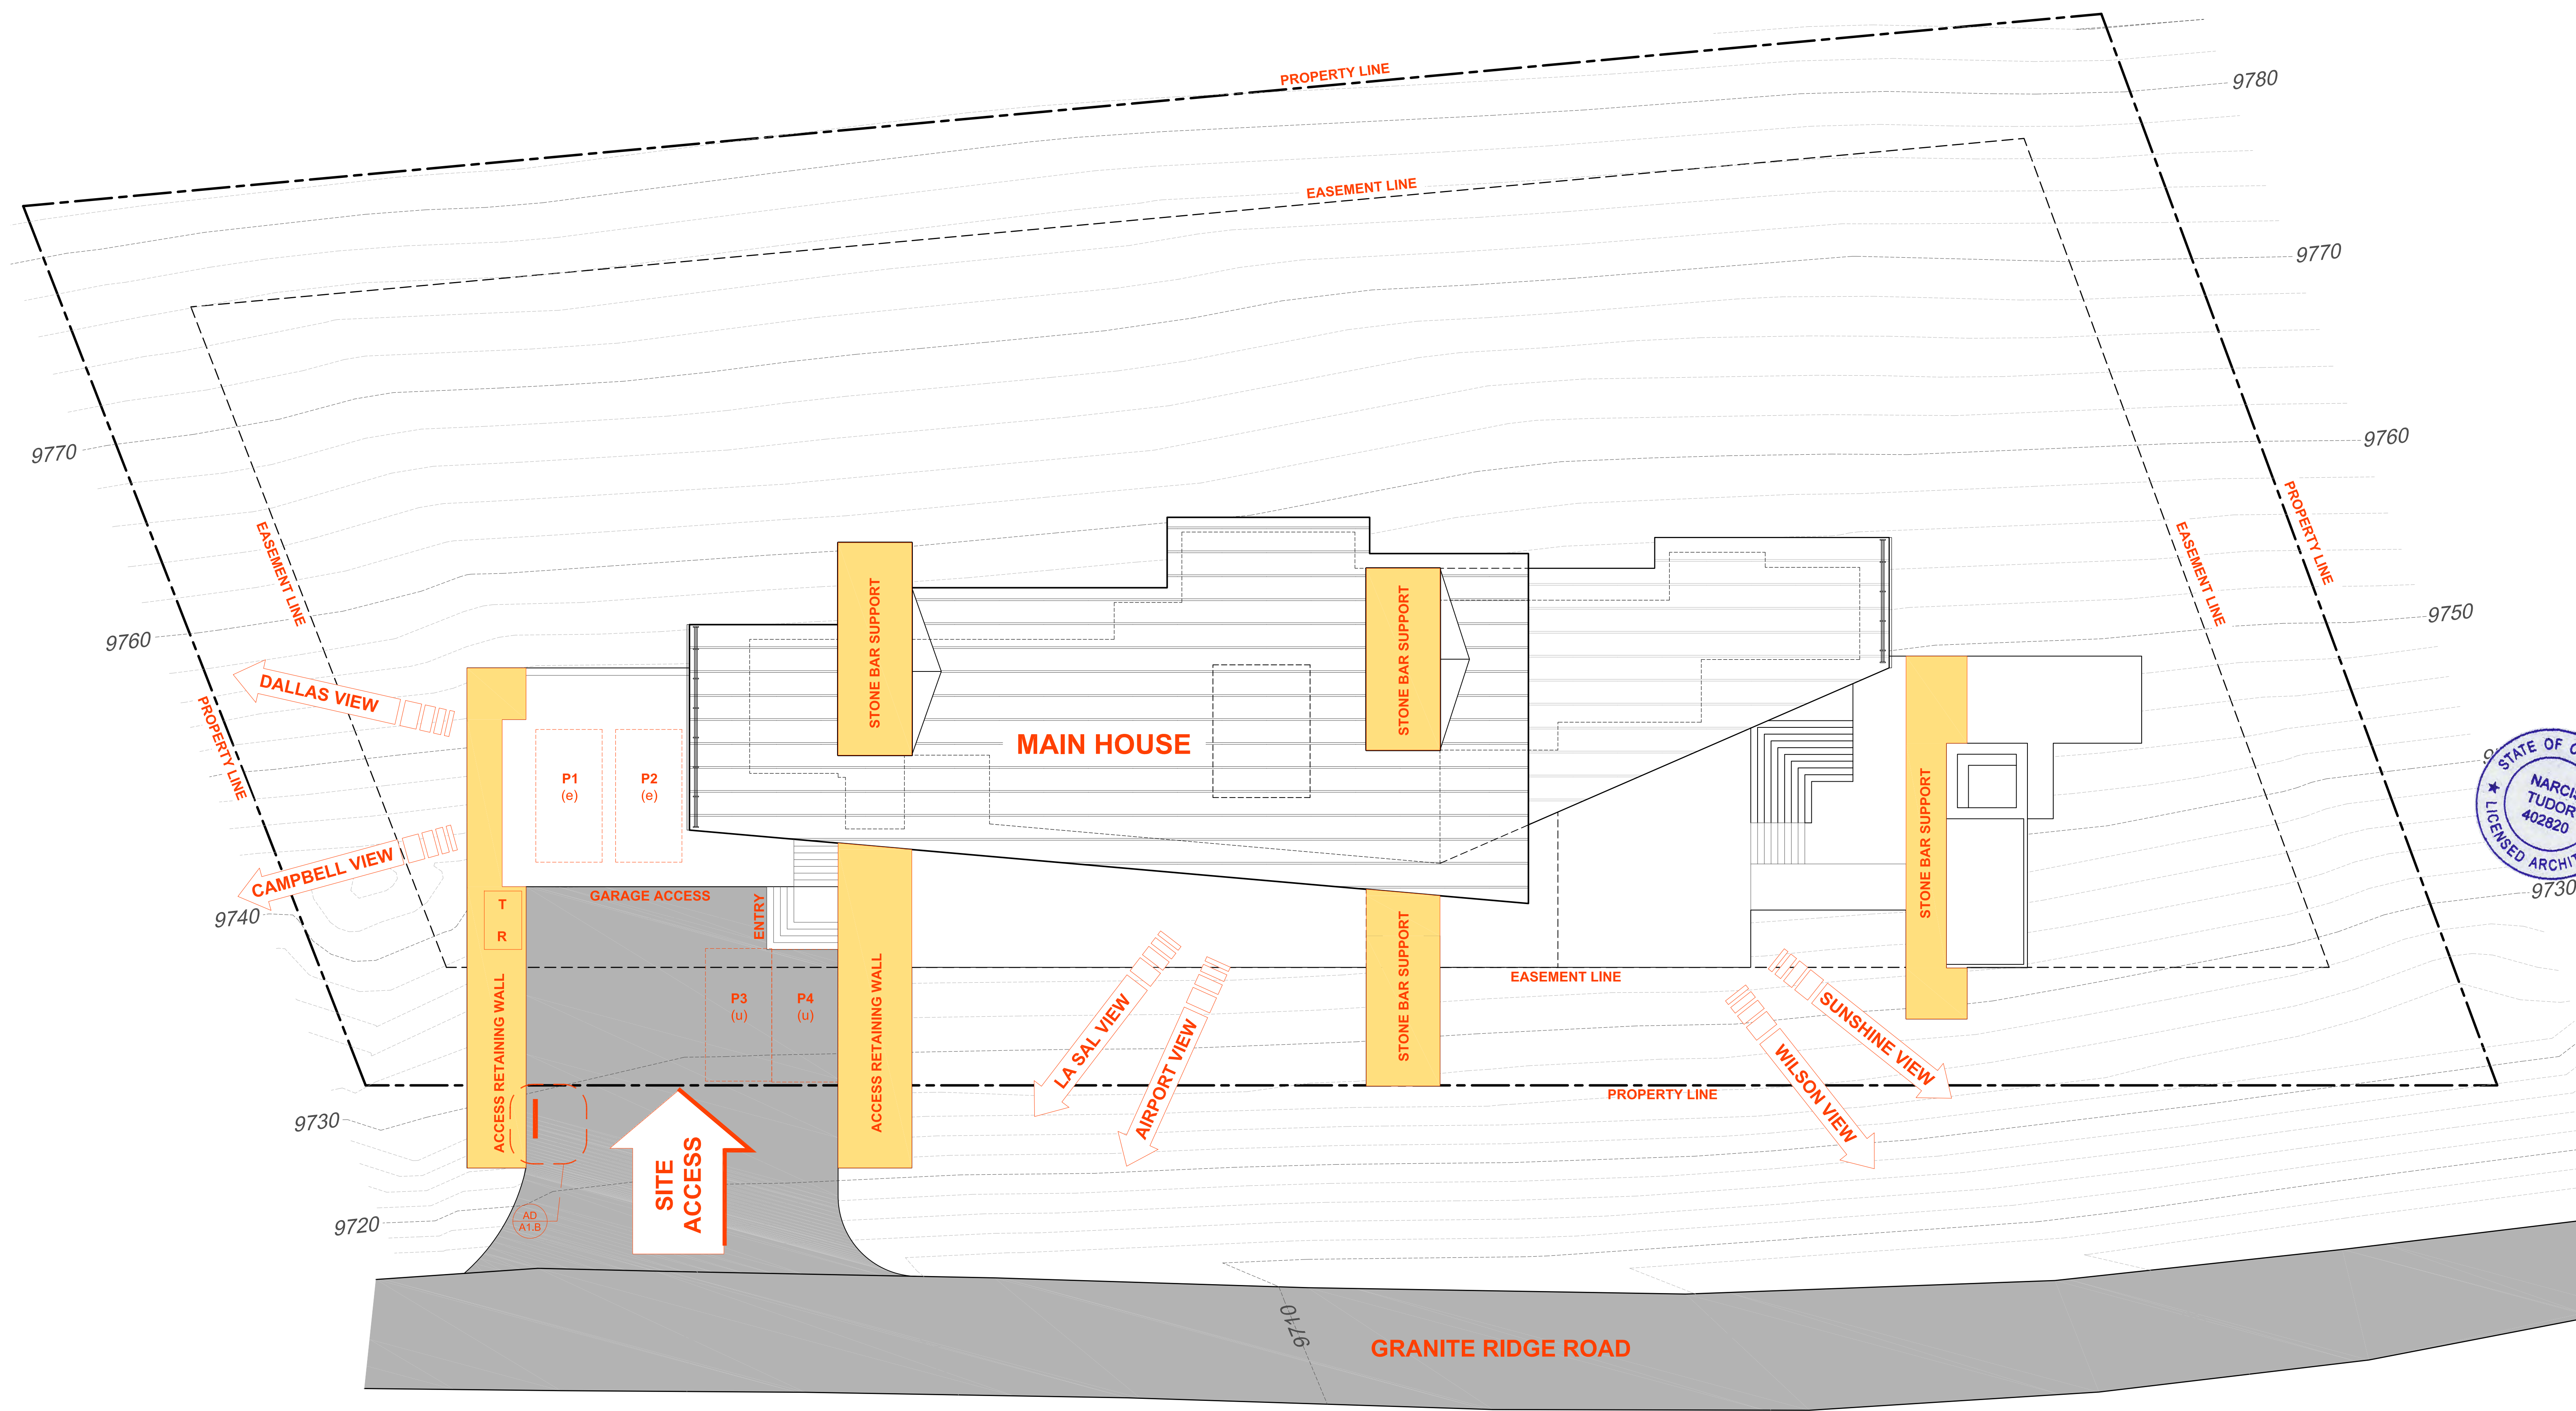 PROPERTY LINE
9780
EASEMENT LINE
9770
9760
9770
PROPERTY LINE
EASEMENT LINE
EASEMENT LINE
STONE BAR SUPPORT
STONE BAR SUPPORT
9750
9760
DALLAS VIEW
PROPERTY LINE
MAIN HOUSE
P1
(e)
P2
(e)
STONE BAR SUPPORT
STATE OF
NARCIS
TUDOR
402820
LICENSED
CAMPBELL VIEW
9730
9740
T
R
GARAGE ACCESS
ENTRY
ACCESS RETAINING WALL
ACCESS RETAINING WALL
STONE BAR SUPPORT
EASEMENT LINE
P3
(u)
P4
(u)
LA SAL VIEW
AIRPORT VIEW
SUNSHINE VIEW
WILSON VIEW
PROPERTY LINE
9730
SITE
ACCESS
9720
AD
A1.B
9710
GRANITE RIDGE ROAD